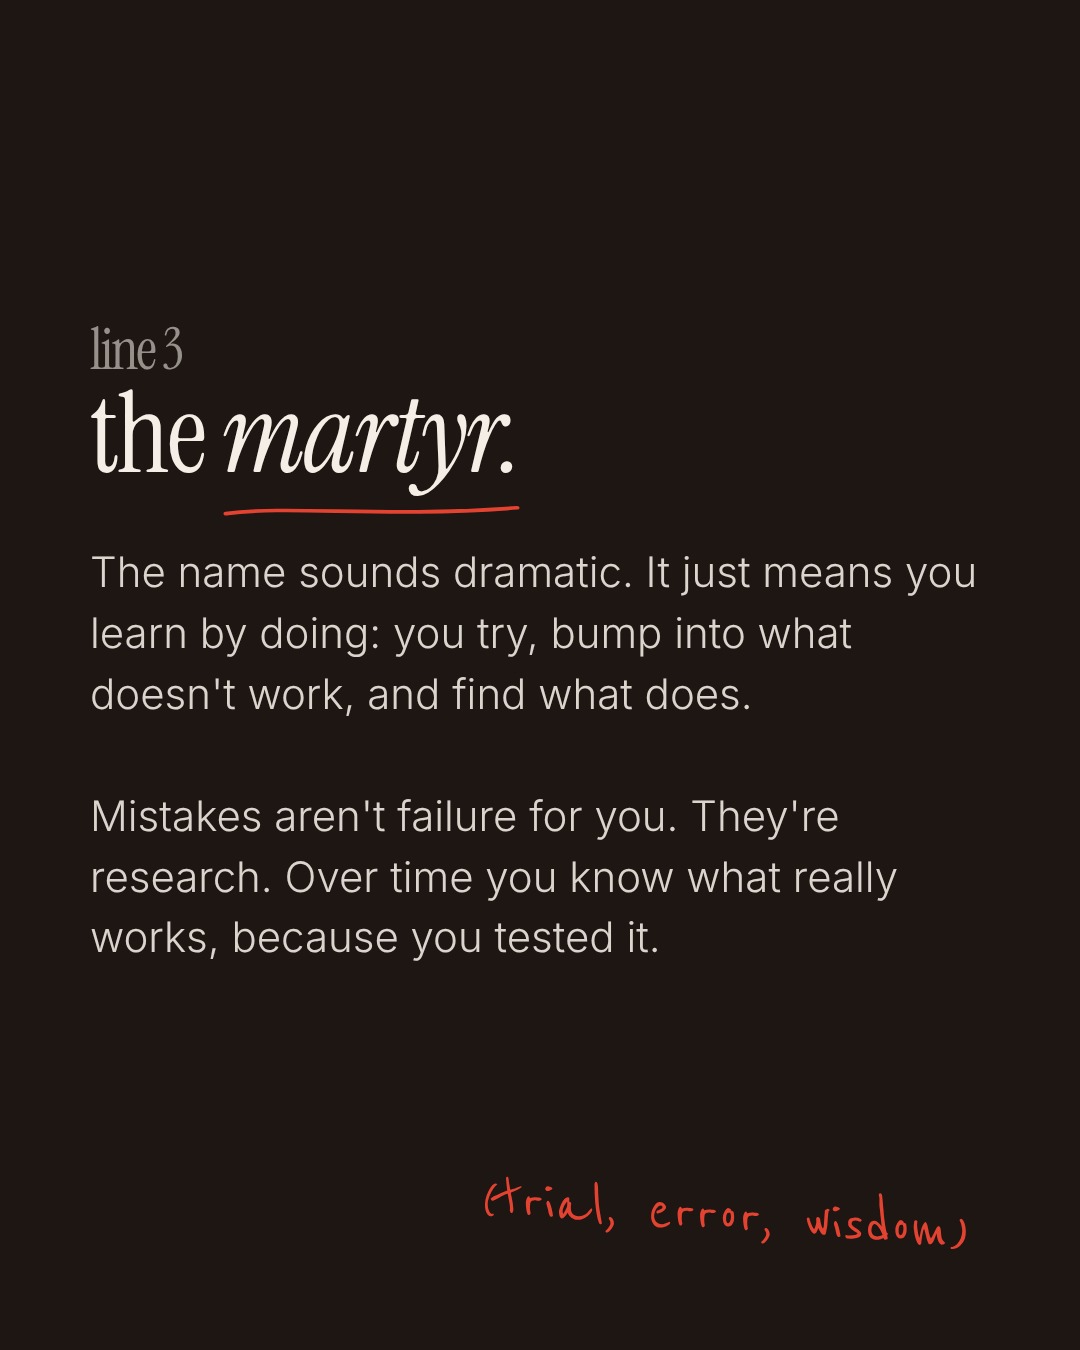 line 3
the martyr.
The name sounds dramatic. It just means you
learn by doing: you try, bump into what
doesn't work, and find what does.
Mistakes aren't failure for you. They're
research. Over time you know what really
works, because you tested it.
(trial, error, wisdom)